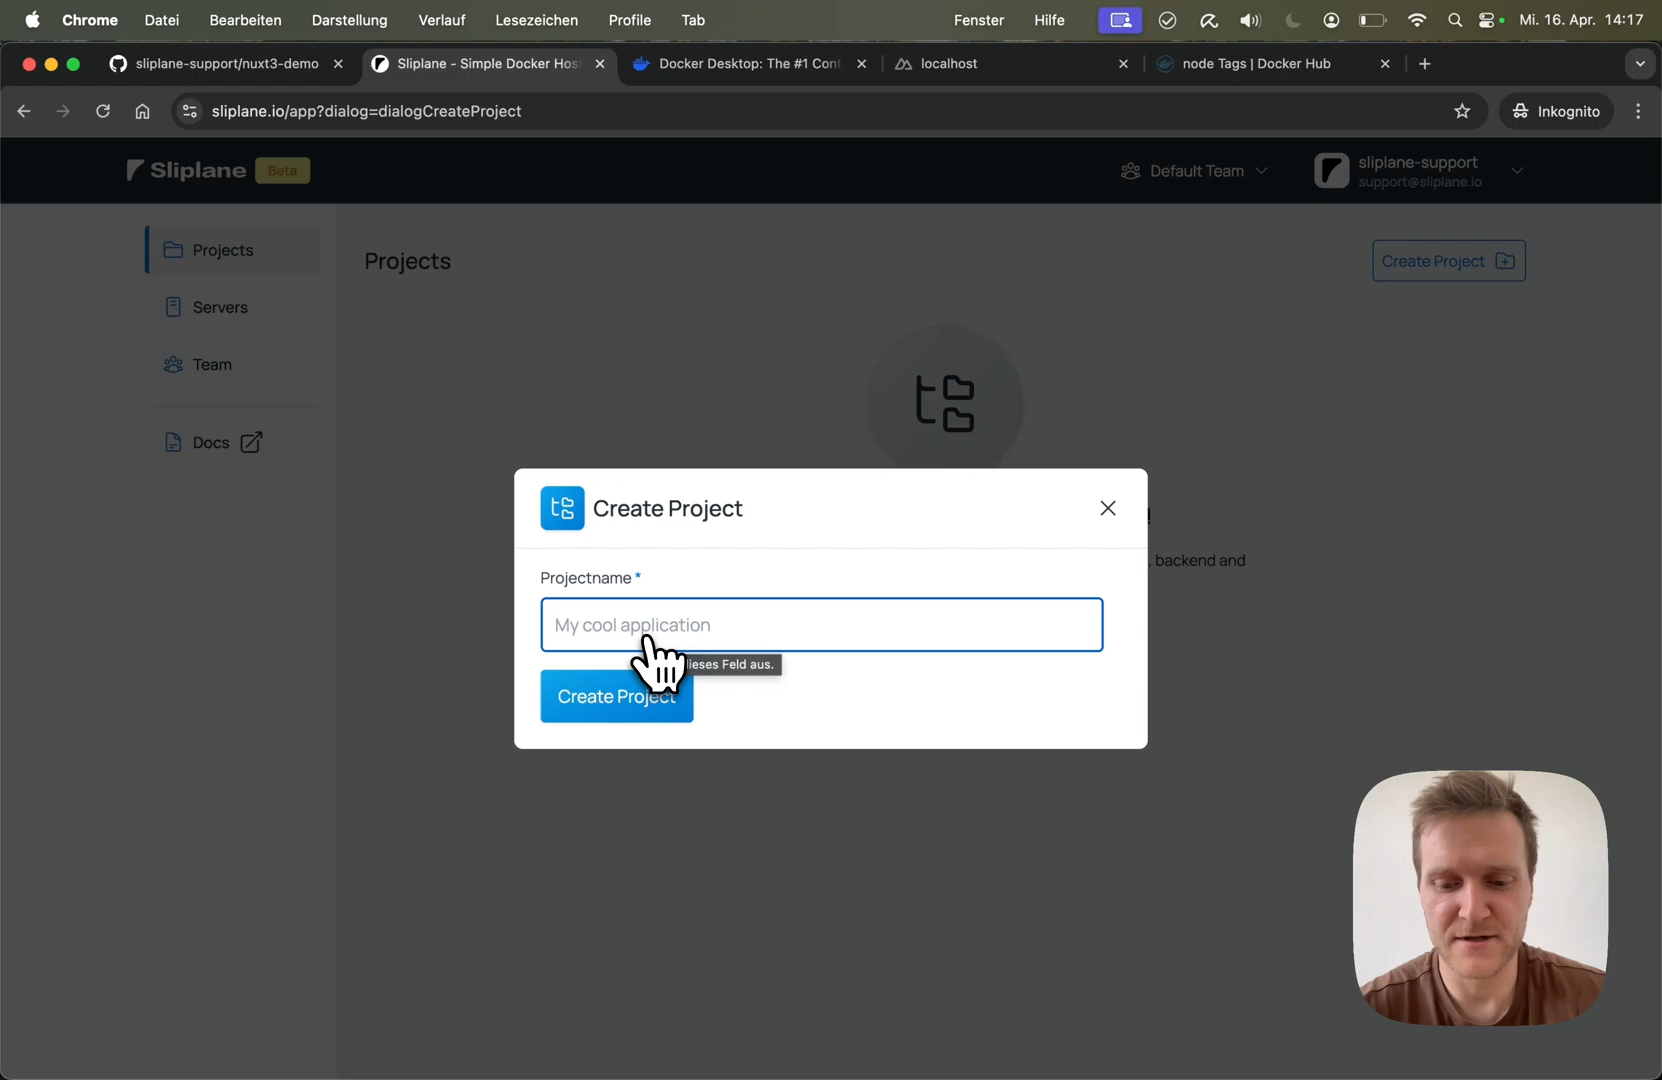 Chrome Datei Bearbeiten Darstellung Verlauf Lesezeichen Profile Tab Fenster Hilfe Mi. 16. Apr. 14:17
sliplane-support/nuxt3-demo Sliplane - Simple Docker Hos Docker Desktop: The #1 Cont localhost node Tags | Docker Hub
sliplane.io/app?dialog=dialogCreateProject Inkognito
Sliplane Beta Default Team sliplane-support
support@sliplane.io
Projects
Servers
Team
Docs
Projects Create Project
!
, backend and
Create Project
Projectname *
My cool application
ieses Feld aus.
Create Project